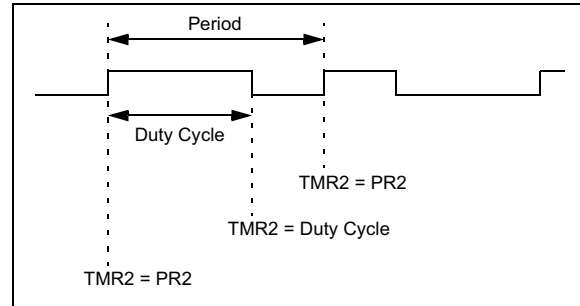 Period
Duty Cycle
TMR2 = PR2
TMR2 = Duty Cycle
TMR2 = PR2